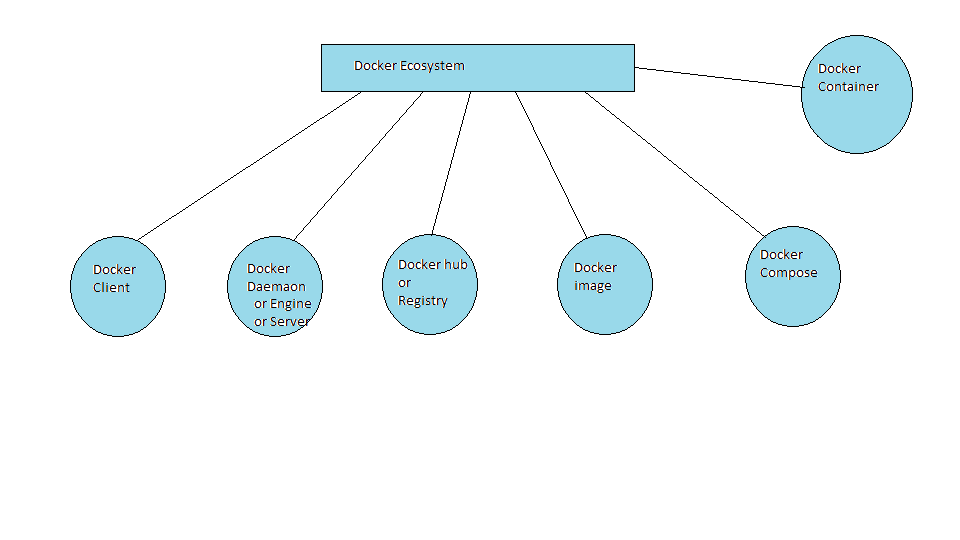 Docker Ecosystem
Docker
Container
Docker
Client
Docker
Daemaon
or Engine
or Server
Docker hub
or
Registry
Docker
image
Docker
Compose